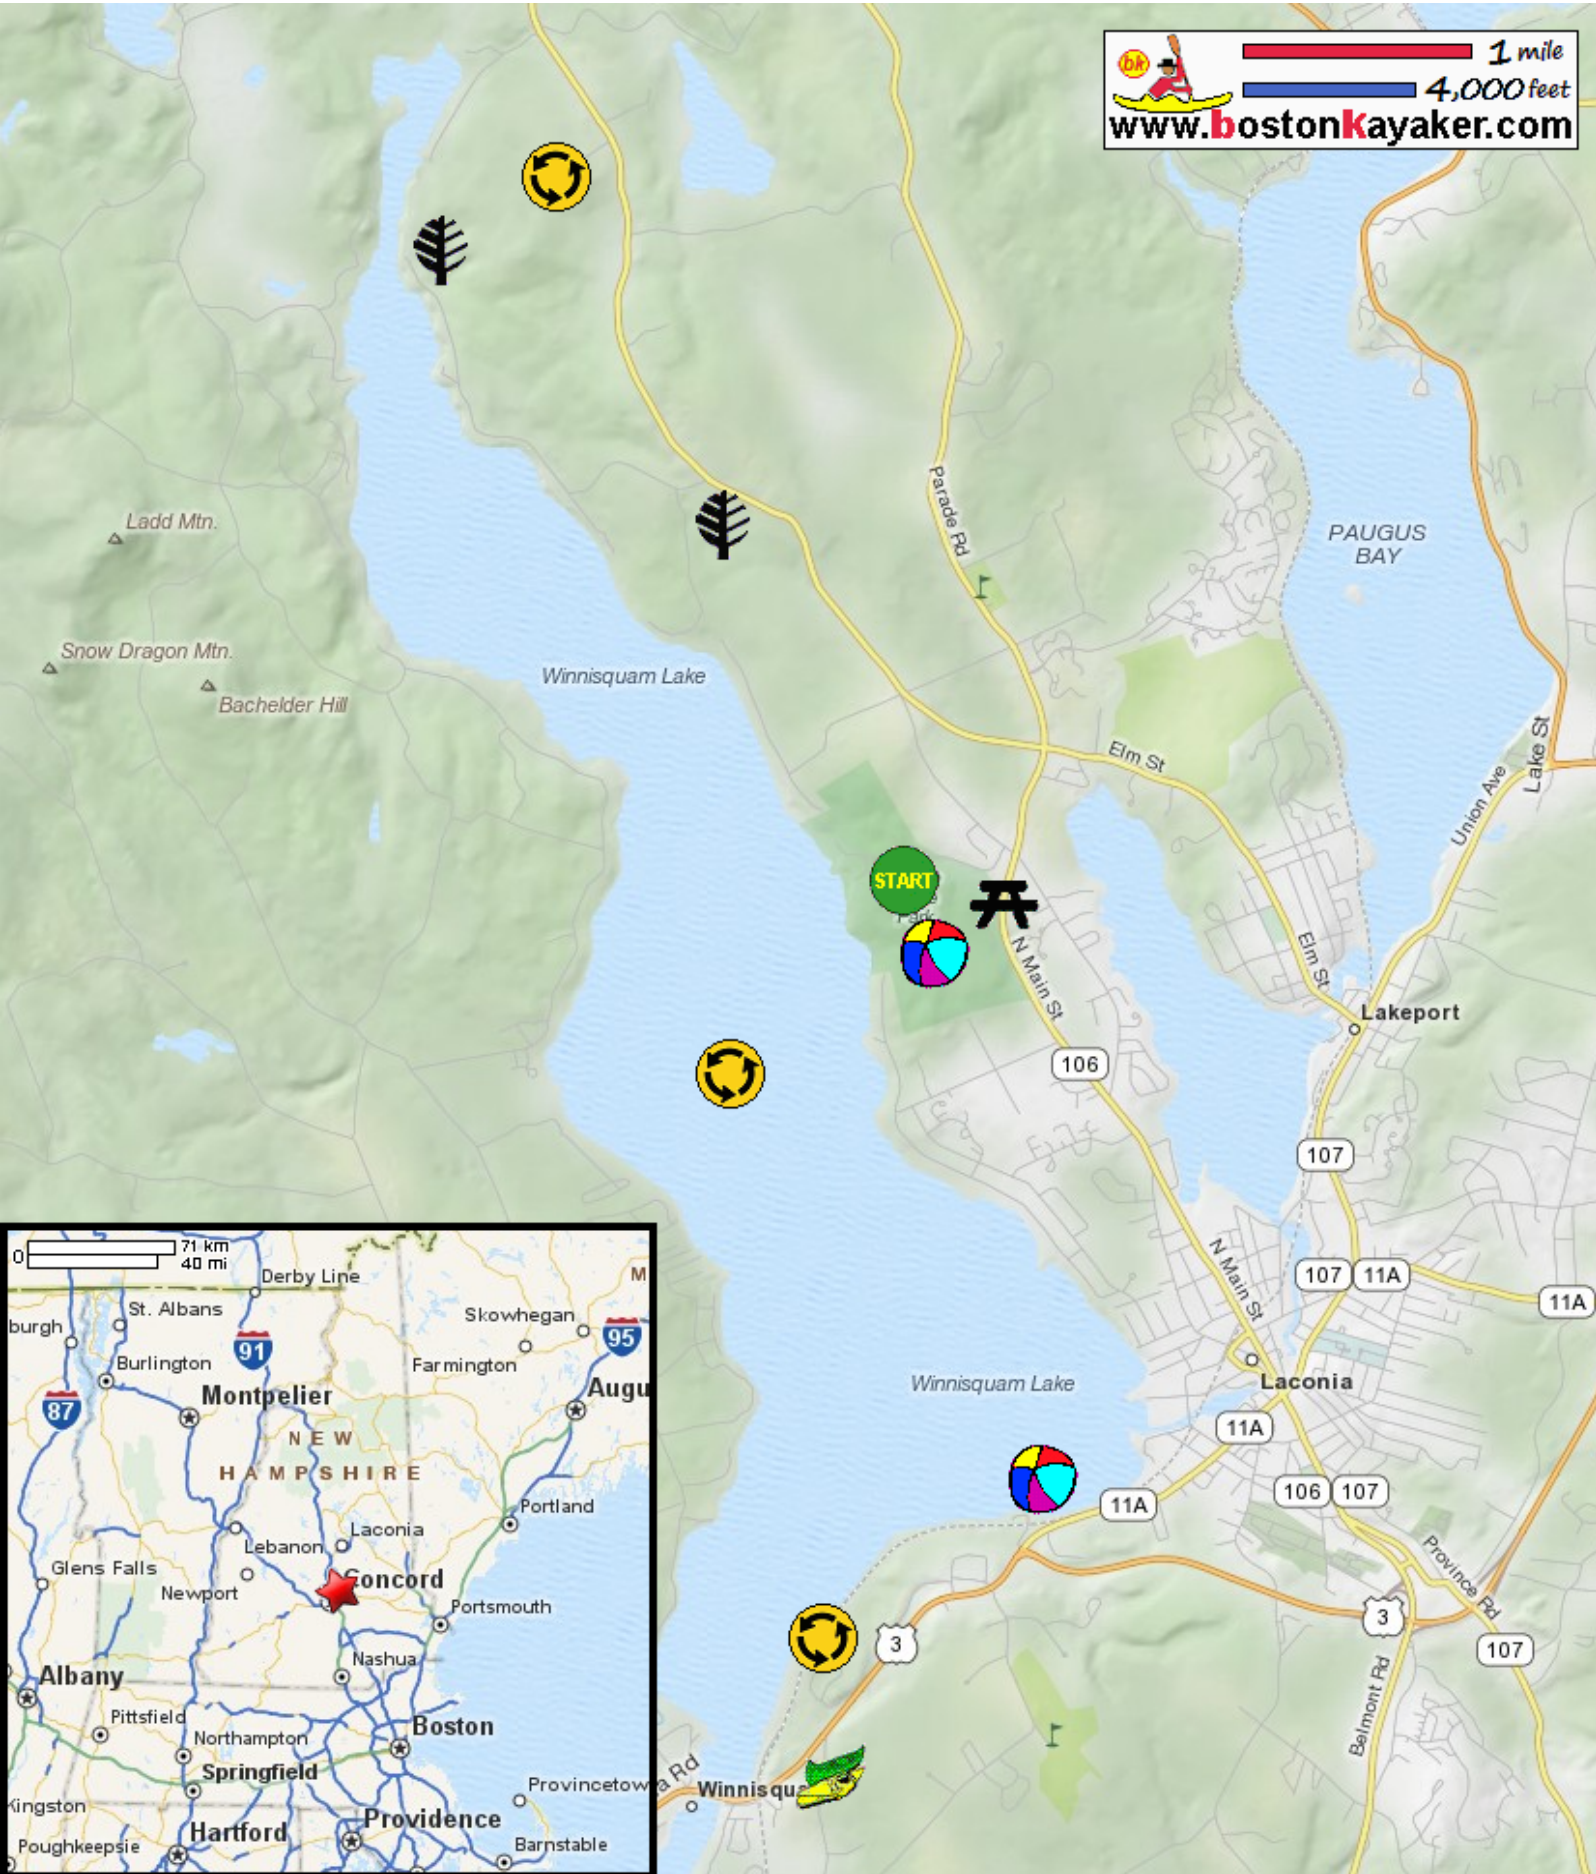 bk
1 mile
4,000 feet
www.bostonkayaker.com
Parade Rd
Ladd Mtn.
PAUGUS
BAY
Snow Dragon Mtn.
Winnisquam Lake
Bachelder Hill
Elm St
Lake St
Union Ave
START
Park
N Main St
Elm St
Lakeport
106
107
N Main St
107
11A
11A
Laconia
Winnisquam Lake
11A
106
107
11A
Province Rd
3
3
107
Belmont Rd
a Rd
Winnisqu
0
71 km
40 mi
Derby Line
M
St. Albans
Skowhegan
burgh
95
91
Burlington
Farmington
Montpelier
Augu
87
NEW
HAMPSHIRE
Portland
Laconia
Lebanon
Glens Falls
Concord
Newport
Portsmouth
Nashua
Albany
Pittsfield
Boston
Northampton
Springfield
Provincetow
Kingston
Providence
Hartford
Poughkeepsie
Barnstable